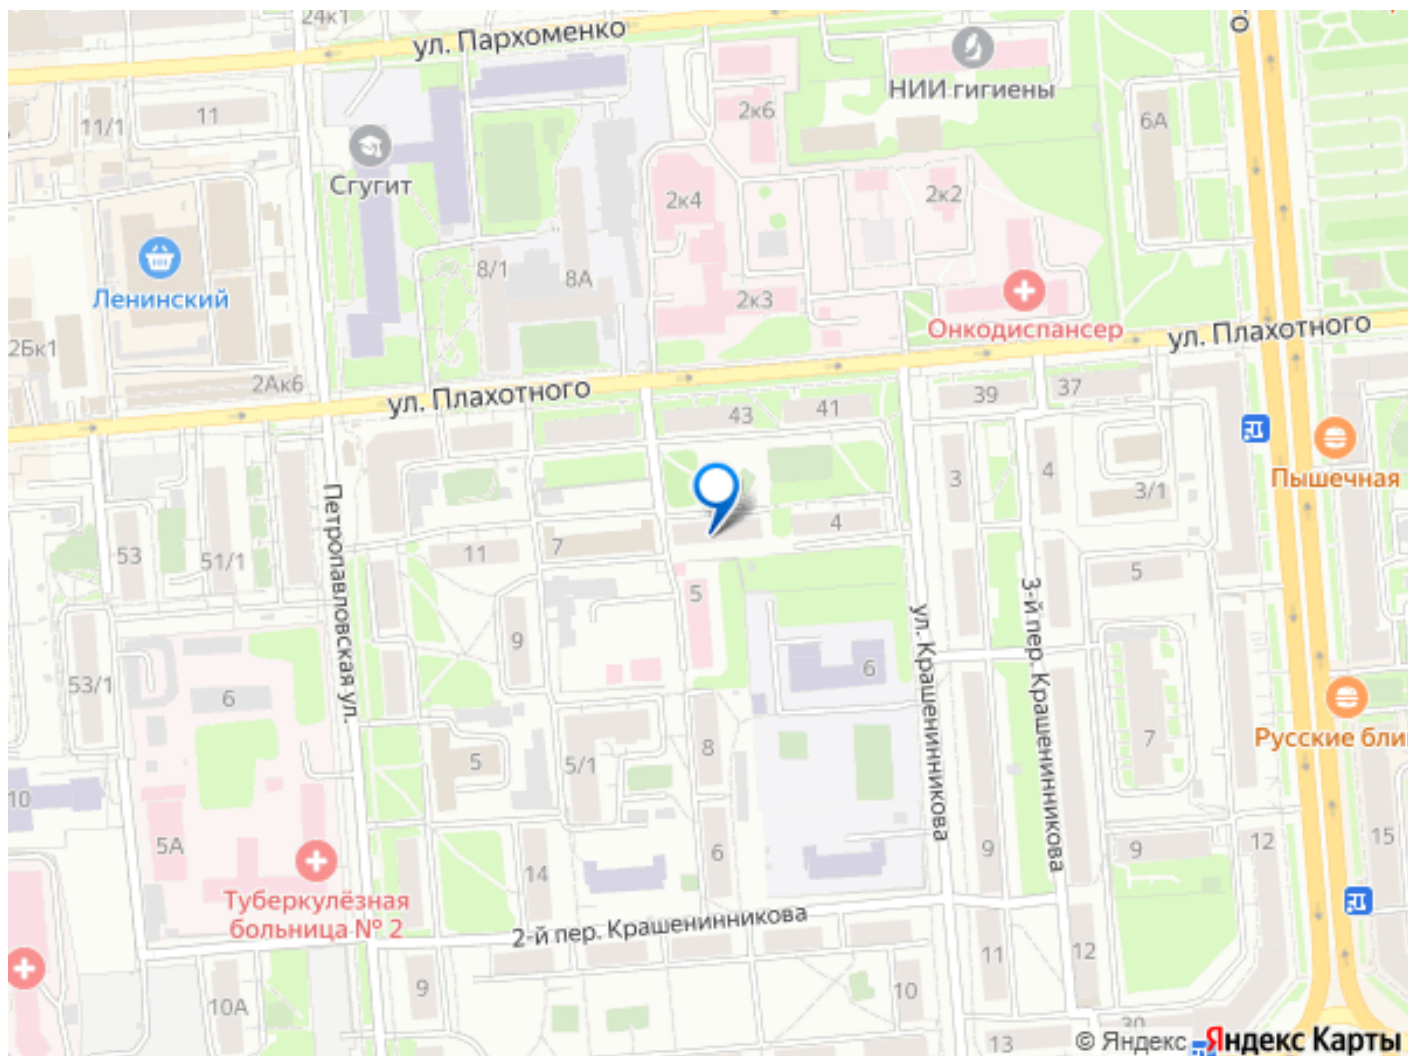 24к1
ул. Пархоменко
НИИ гигиены
11/1
11
2к6
6А
Сгугит
2к4
2к2
8/1
8А
Ленинский
2к3
Онкодиспансер
ул. Плахотного
2Бк1
2Ак6
ул. Плахотного
39
37
43
41
Пышечная
3
4
3/1
4
53
51/1
11
7
5
5
Петропавловская ул.
ул. Крашенинникова
3-й пер. Крашенинникова
9
6
53/1
6
Русские бли
5
5/1
8
7
10
5А
14
6
9
9
12
15
Туберкулёзная
больница № 2
2-й пер. Крашенинникова
10А
9
10
11
12
13
30
© Яндекс
Яндекс Карты